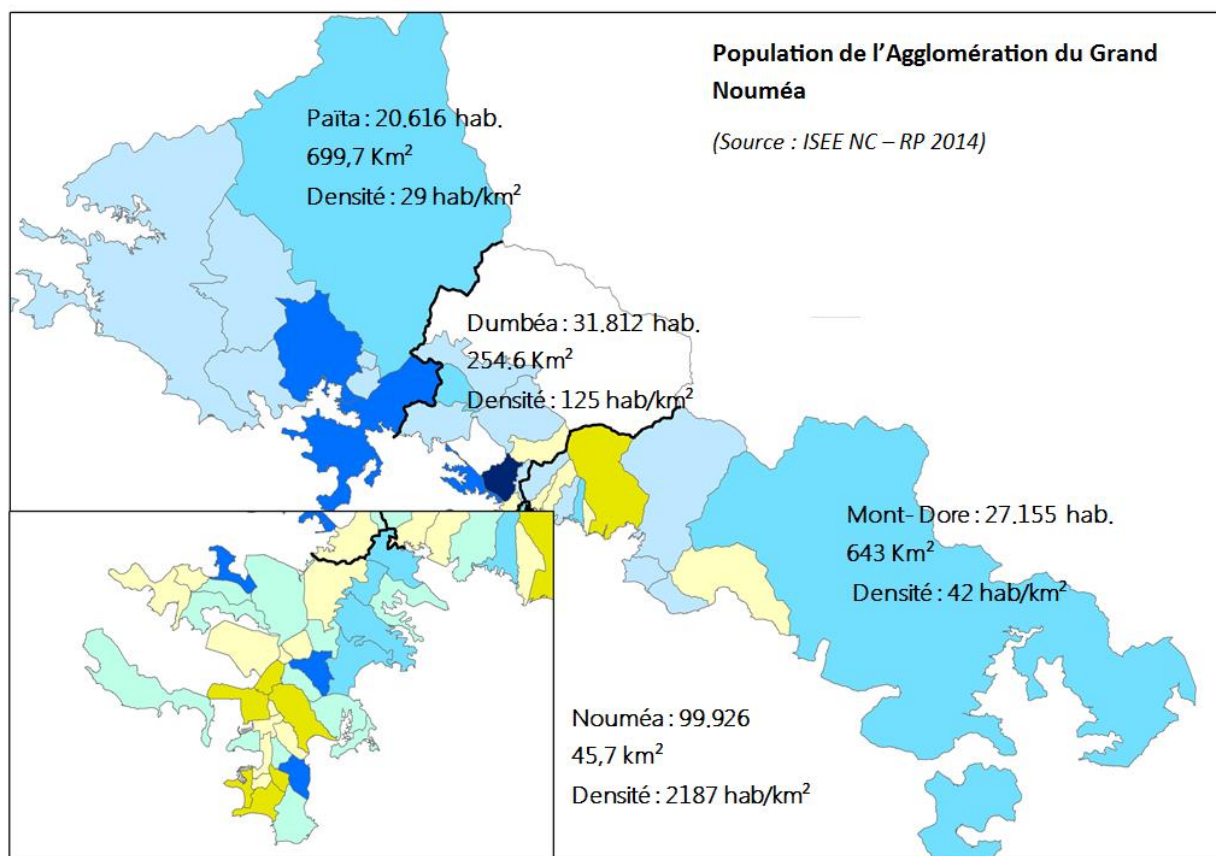 Population de l’Agglomération du Grand
Nouméa
(Source : ISEE NC – RP 2014)
Païta : 20.616 hab.
699,7 Km²
Densité : 29 hab/km²
Dumbéa : 31.812 hab.
254.6 Km²
Densité : 125 hab/km²
Mont-Dore : 27.155 hab.
643 Km²
Densité : 42 hab/km²
Nouméa : 99.926
45,7 km²
Densité : 2187 hab/km²